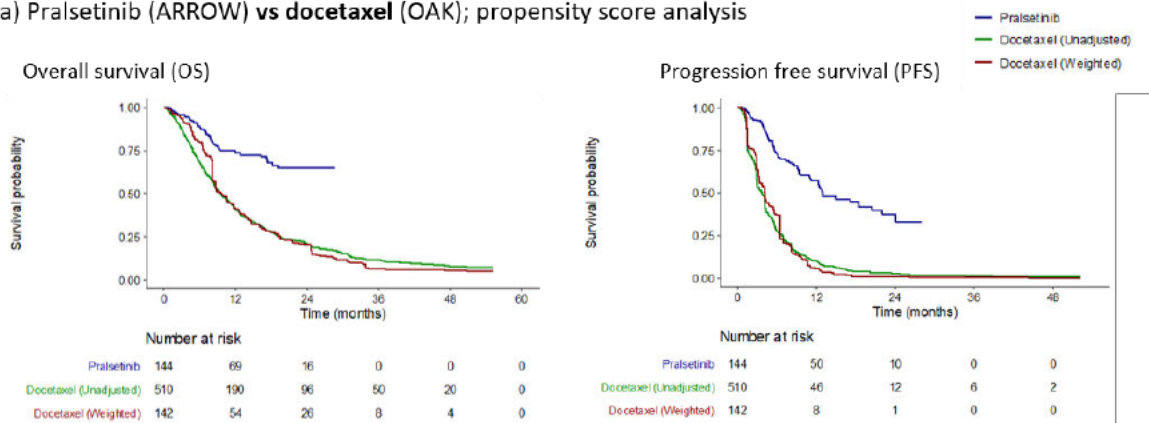 a) Pralsetinib (ARROW) vs docetaxel (OAK); propensity score analysis
Pralsetinib
Docetaxel (Unadjusted)
Docetaxel (Weighted)
Overall survival (OS)
Survival probability
1.00
0.75
0.50
0.25
0.00
0 12 24 36 48 60
Time (months)
Number at risk
Pralsetinib 144 69 16 0 0 0
Docetaxel (Unadjusted) 510 190 96 50 20 0
Docetaxel (Weighted) 142 54 26 8 4 0
Progression free survival (PFS)
Survival probability
1.00
0.75
0.50
0.25
0.00
0 12 24 36 48
Time (months)
Number at risk
Pralsetinib 144 50 10 0 0
Docetaxel (Unadjusted) 510 46 12 6 2
Docetaxel (Weighted) 142 8 1 0 0